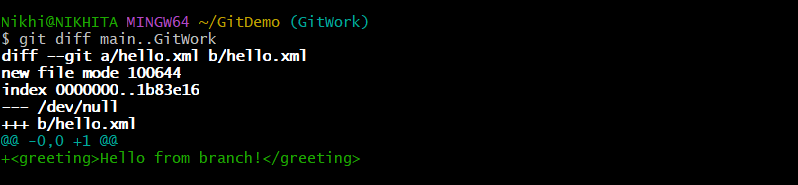 Nikhi@NIKHITA MINGW64 ~/GitDemo (GitWork)
$ git diff main..GitWork
diff --git a/hello.xml b/hello.xml
new file mode 100644
index 0000000..1b83e16
--- /dev/null
+++ b/hello.xml
@@ -0,0 +1 @@
+<greeting>Hello from branch!</greeting>